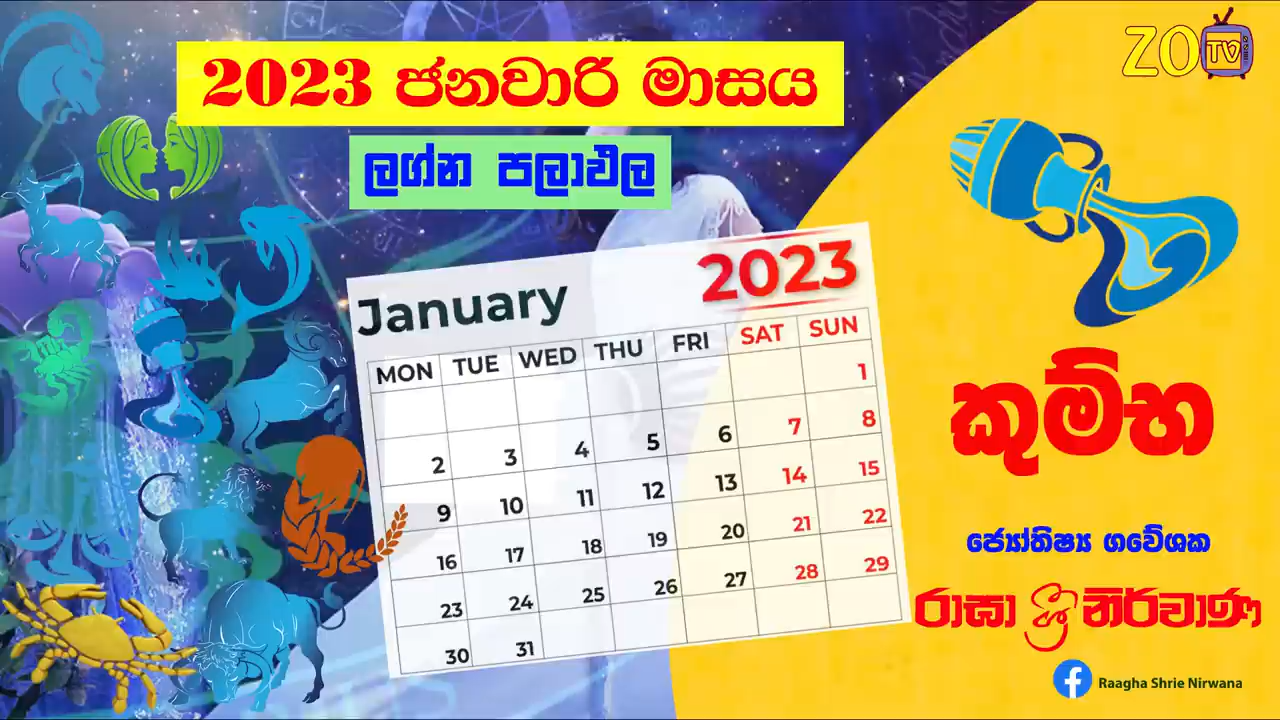 2023 ජනවාරි මාසය
ලග්න පලාඵල
ZO TV
January 2023
MON TUE WED THU FRI SAT SUN
1
2 3 4 5 6 7 8
9 10 11 12 13 14 15
16 17 18 19 20 21 22
23 24 25 26 27 28 29
30 31
කුම්භ
ජ්‍යෝතිෂ්‍ය ගවේශක
රාඝා ශ්‍රී නිර්වාණ
Raagha Shrie Nirwana